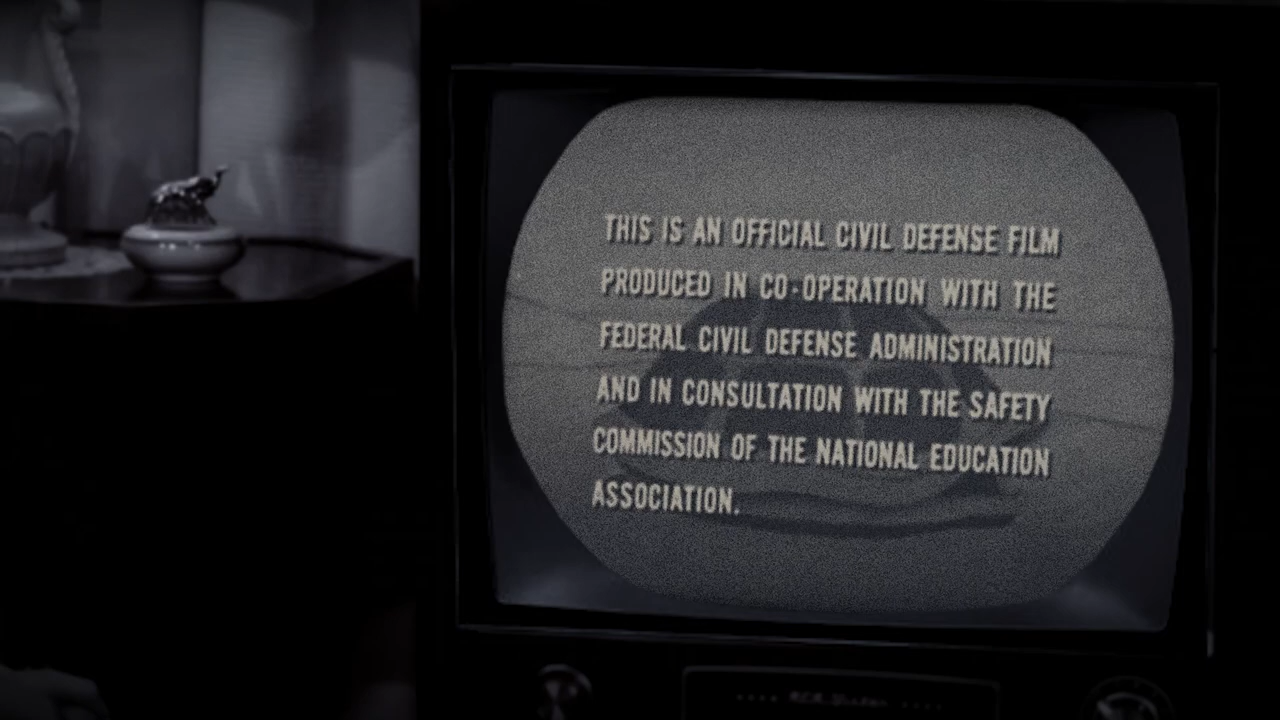 THIS IS AN OFFICIAL CIVIL DEFENSE FILM
PRODUCED IN CO-OPERATION WITH THE
FEDERAL CIVIL DEFENSE ADMINISTRATION
AND IN CONSULTATION WITH THE SAFETY
COMMISSION OF THE NATIONAL EDUCATION
ASSOCIATION.